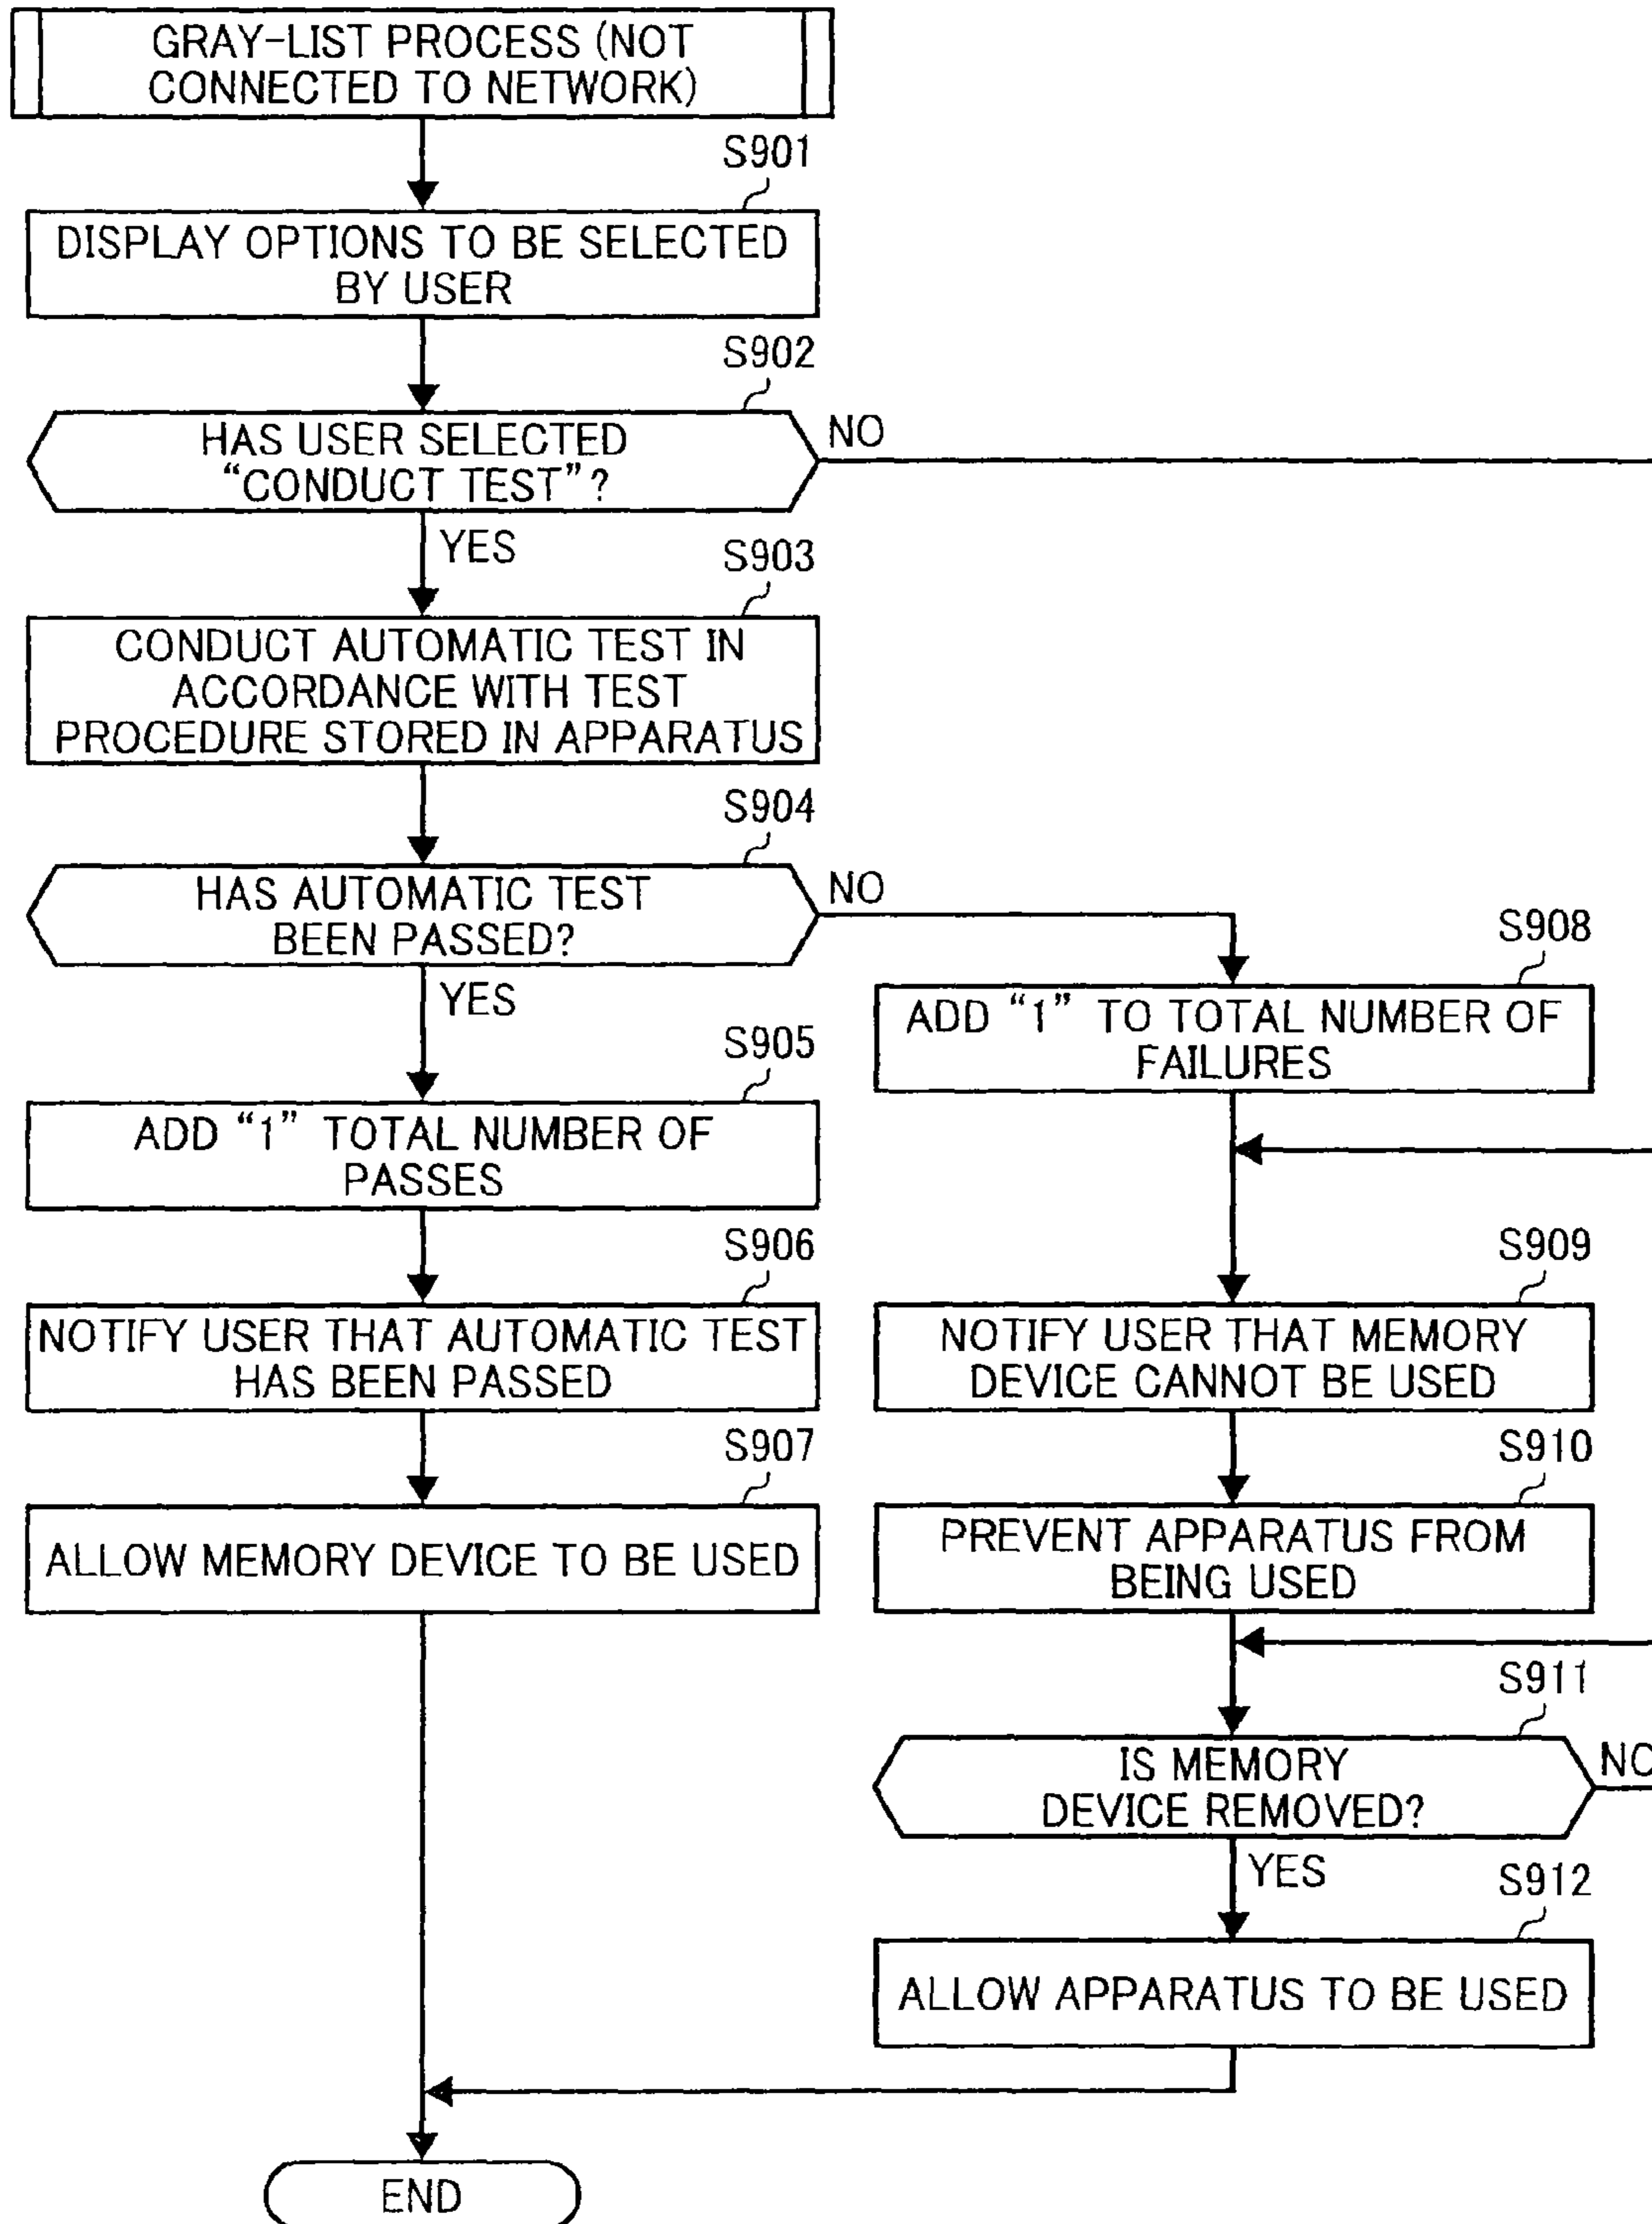 GRAY-LIST PROCESS (NOT
CONNECTED TO NETWORK)
S901
DISPLAY OPTIONS TO BE SELECTED
BY USER
S902
HAS USER SELECTED
“CONDUCT TEST”?
NO
YES
S903
CONDUCT AUTOMATIC TEST IN
ACCORDANCE WITH TEST
PROCEDURE STORED IN APPARATUS
S904
HAS AUTOMATIC TEST
BEEN PASSED?
NO
YES
S905
ADD “1” TOTAL NUMBER OF
PASSES
S906
NOTIFY USER THAT AUTOMATIC TEST
HAS BEEN PASSED
S907
ALLOW MEMORY DEVICE TO BE USED
S908
ADD “1” TO TOTAL NUMBER OF
FAILURES
S909
NOTIFY USER THAT MEMORY
DEVICE CANNOT BE USED
S910
PREVENT APPARATUS FROM
BEING USED
S911
IS MEMORY
DEVICE REMOVED?
NO
YES
S912
ALLOW APPARATUS TO BE USED
END